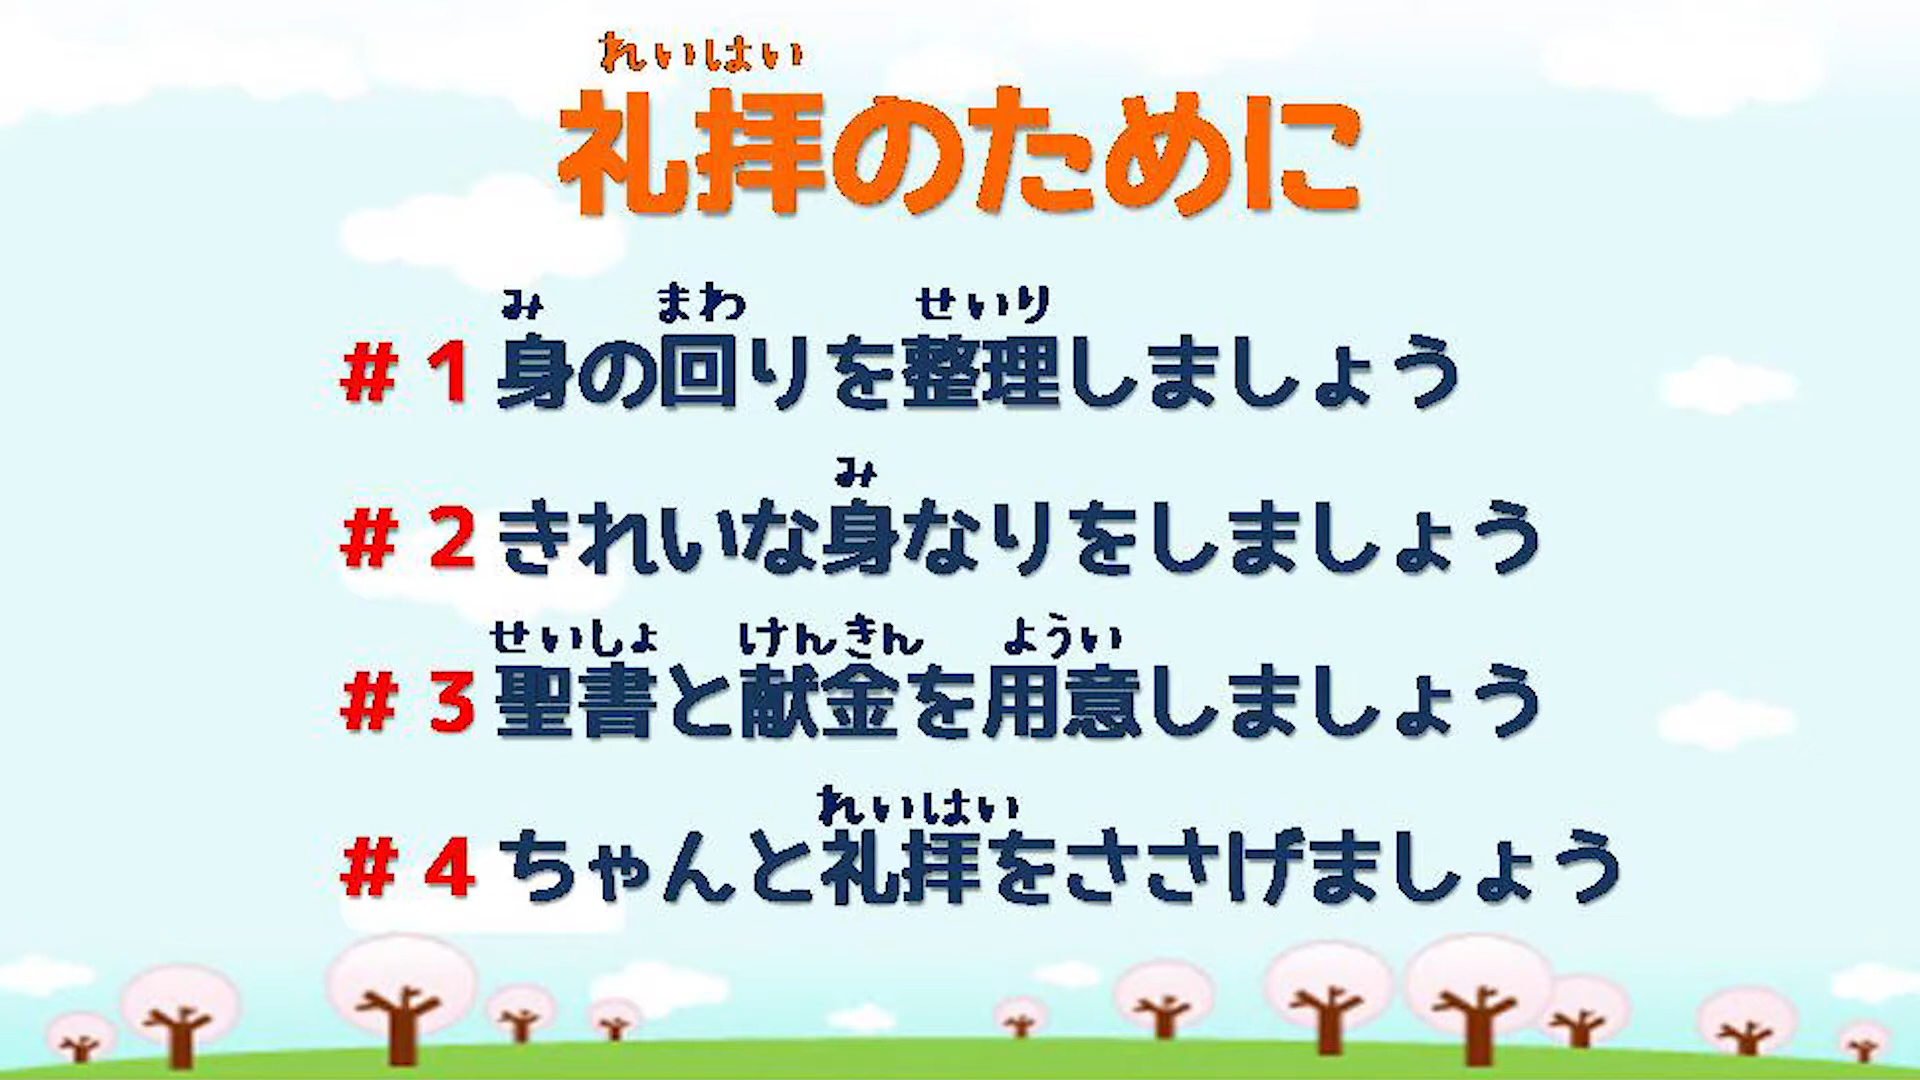 れいはい
礼拝のために
み まわ せいり
#1 身の回りを整理しましょう
み
#2 きれいな身なりをしましょう
せいしょ けんきん ようい
#3 聖書と献金を用意しましょう
れいはい
#4 ちゃんと礼拝をささげましょう